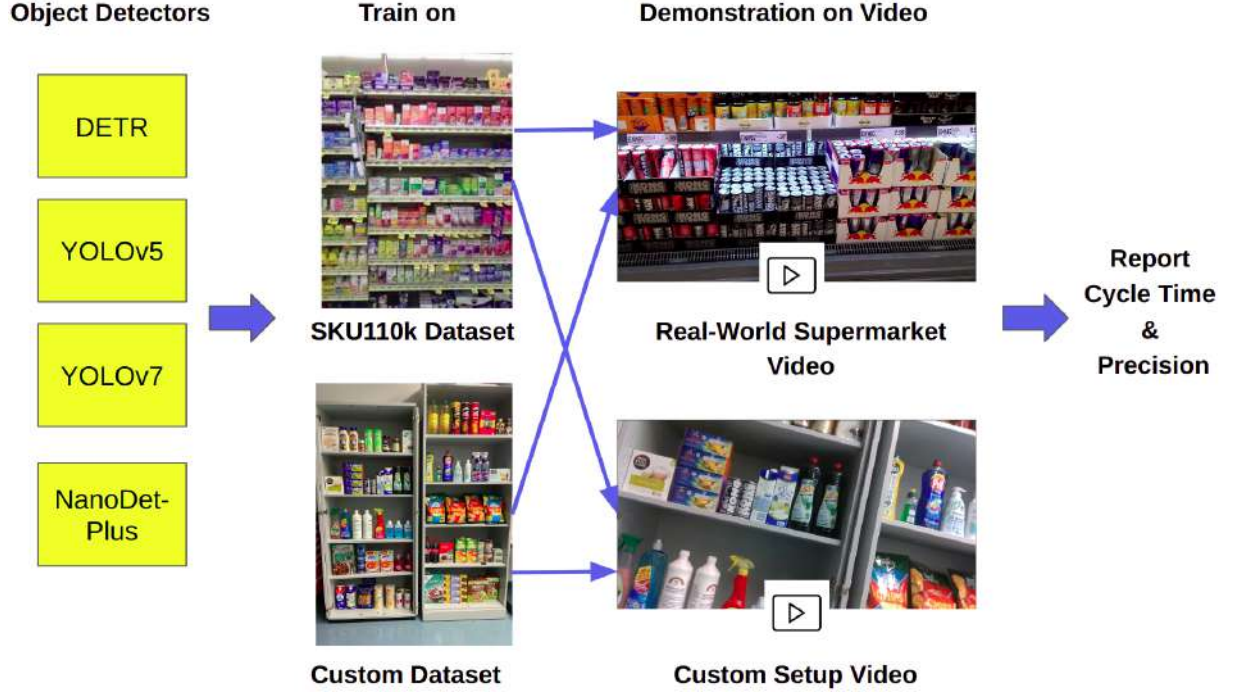 Object Detectors
Train on
Demonstration on Video
DETR
YOLOv5
YOLOv7
NanoDet-
Plus
SKU110k Dataset
Custom Dataset
Real-World Supermarket
Video
Custom Setup Video
Report
Cycle Time
&
Precision